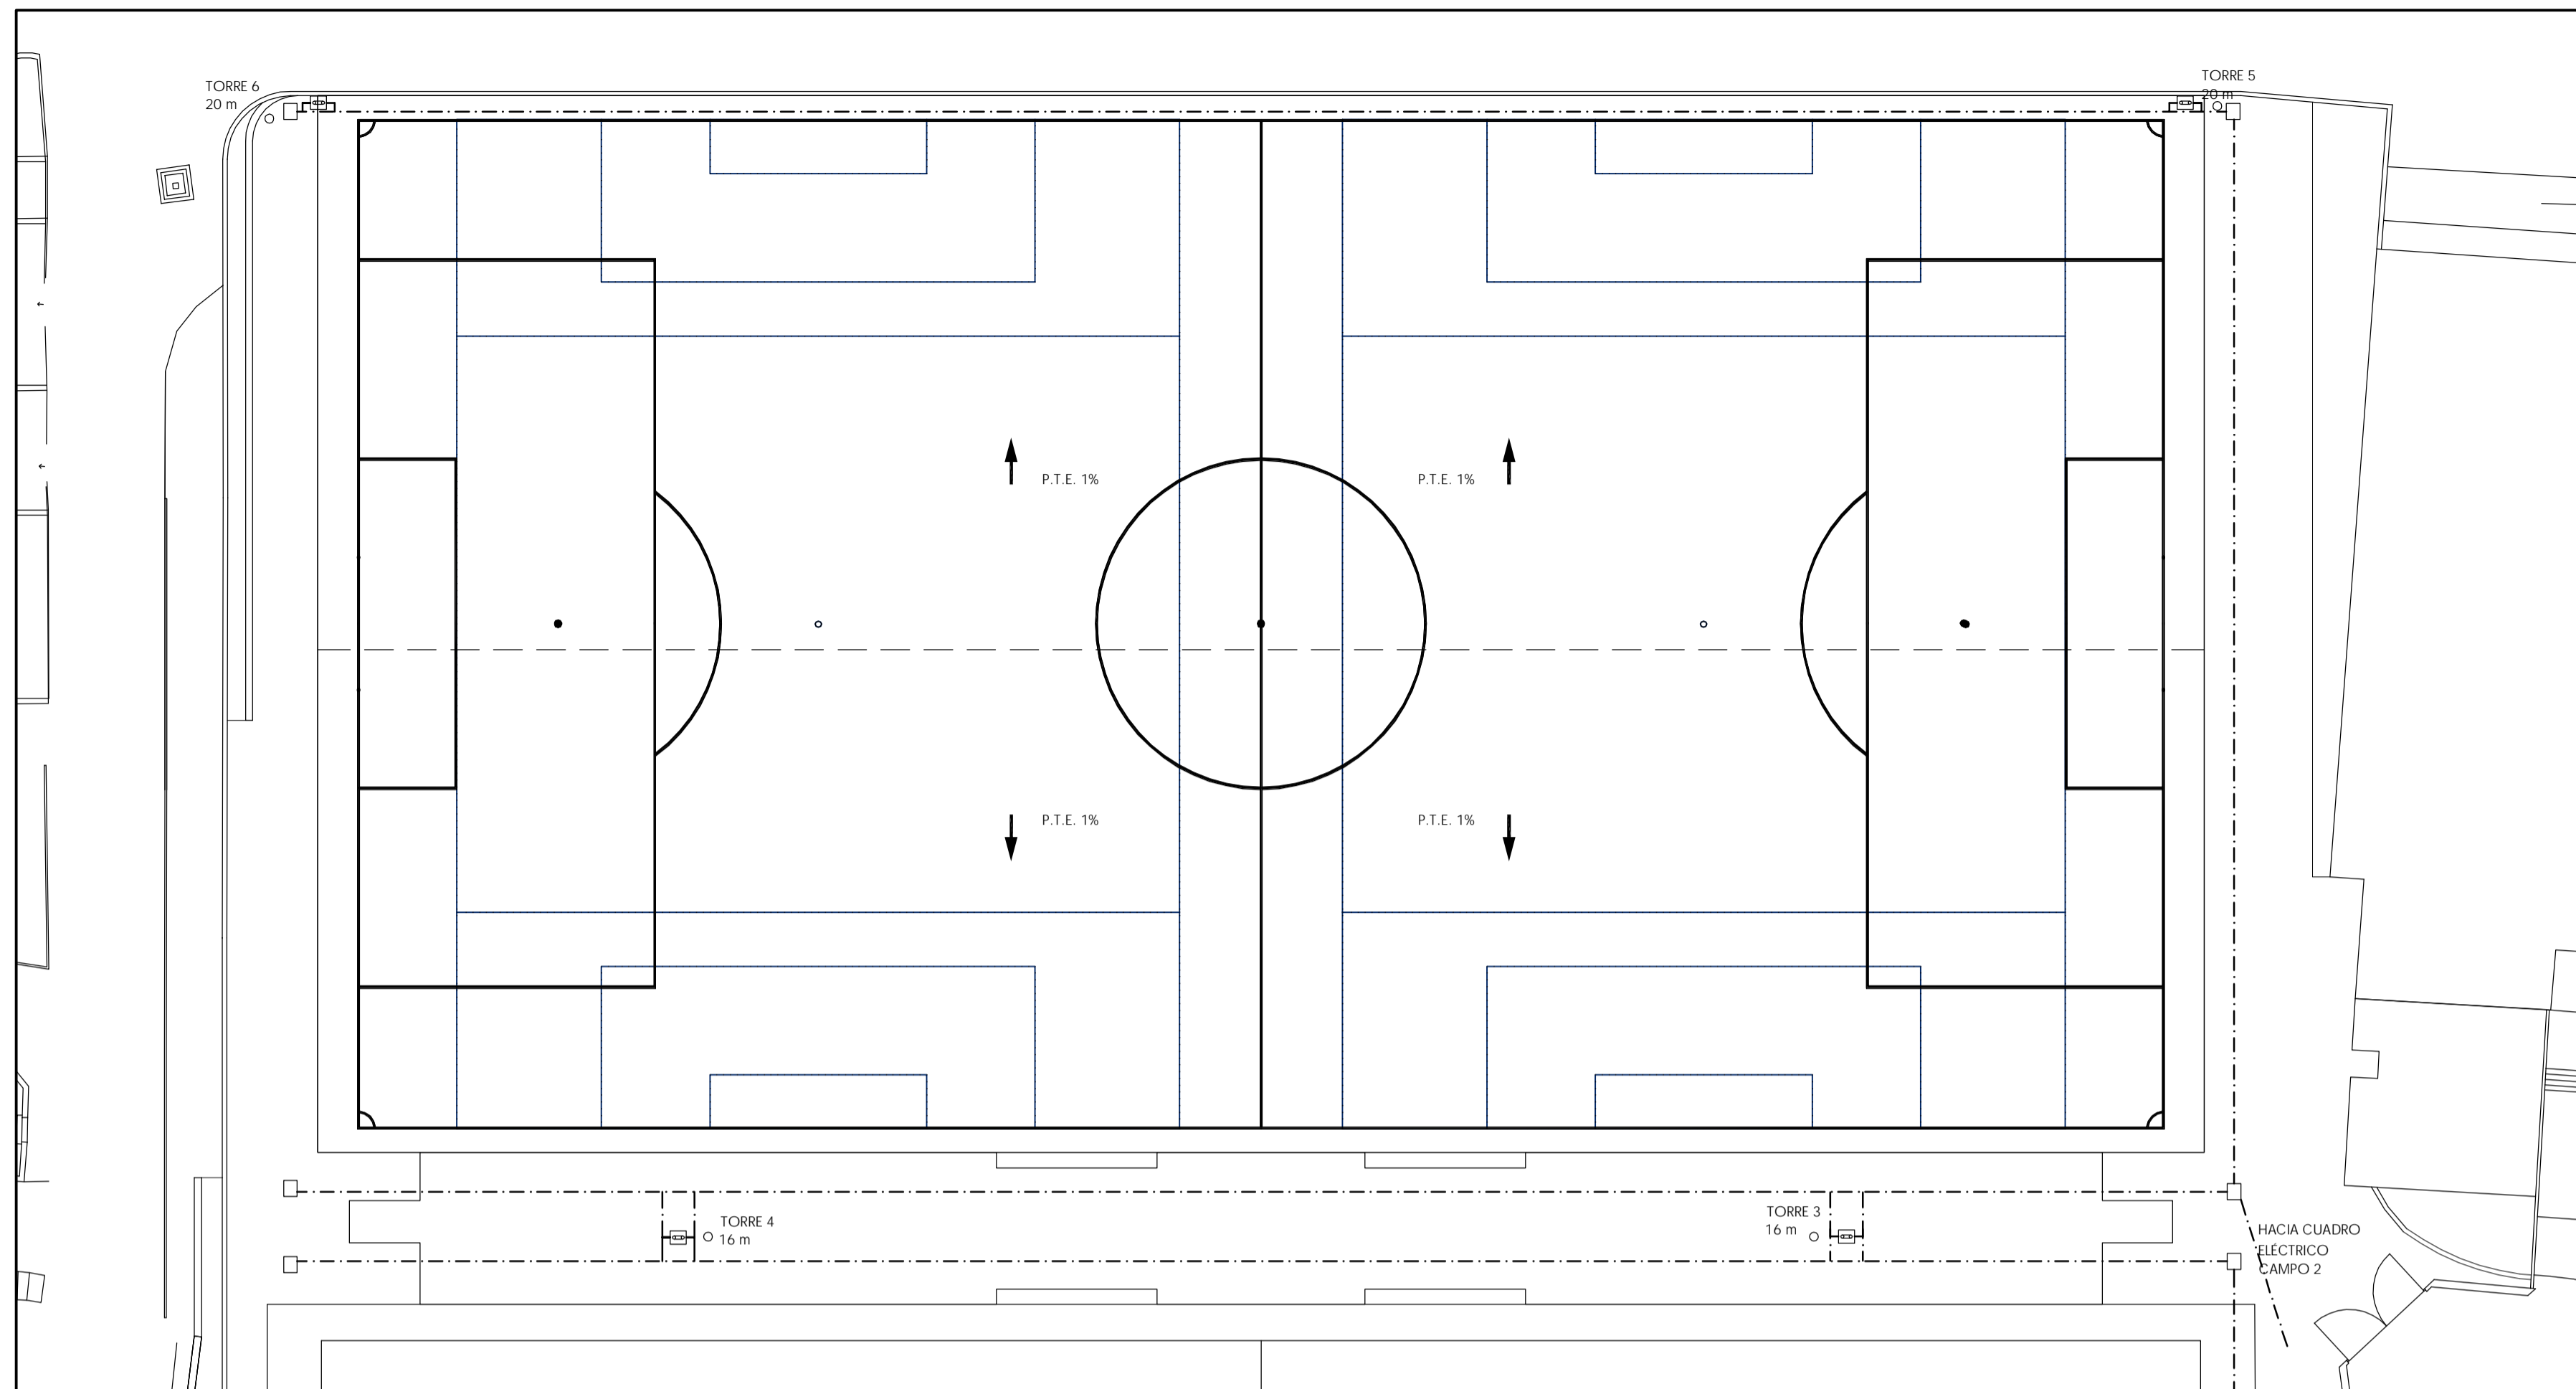 TORRE 6
20 m
TORRE 5
20 m
P.T.E. 1%
P.T.E. 1%
P.T.E. 1%
P.T.E. 1%
TORRE 4
16 m
TORRE 3
16 m
HACIA CUADRO
ELÉCTRICO
CAMPO 2